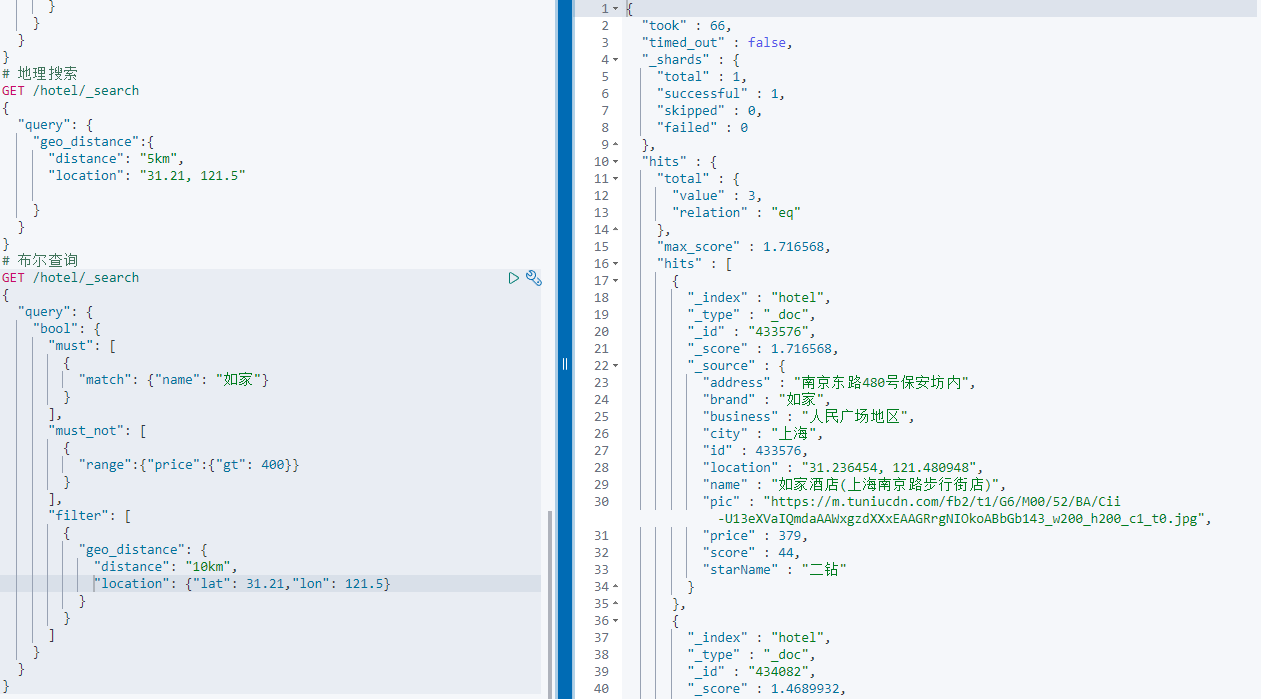 }
  }
 }
}
# 地理搜索
GET /hotel/_search
{
  "query": {
    "geo_distance":{
      "distance": "5km",
      "location": "31.21, 121.5"
    }
  }
}
# 布尔查询
GET /hotel/_search
{
  "query": {
    "bool": {
      "must": [
        {
          "match": {"name": "如家"}
        }
      ],
      "must_not": [
        {
          "range":{"price":{"gt": 400}}
        }
      ],
      "filter": [
        {
          "geo_distance": {
            "distance": "10km",
            "location": {"lat": 31.21,"lon": 121.5}
          }
        }
      ]
    }
  }
}
1 {
2   "took" : 66,
3   "timed_out" : false,
4   "_shards" : {
5     "total" : 1,
6     "successful" : 1,
7     "skipped" : 0,
8     "failed" : 0
9   },
10   "hits" : {
11     "total" : {
12       "value" : 3,
13       "relation" : "eq"
14     },
15     "max_score" : 1.716568,
16     "hits" : [
17       {
18         "_index" : "hotel",
19         "_type" : "_doc",
20         "_id" : "433576",
21         "_score" : 1.716568,
22         "_source" : {
23           "address" : "南京东路480号保安坊内",
24           "brand" : "如家",
25           "business" : "人民广场地区",
26           "city" : "上海",
27           "id" : 433576,
28           "location" : "31.236454, 121.480948",
29           "name" : "如家酒店(上海南京路步行街店)",
30           "pic" : "https://m.tuniucdn.com/fb2/t1/G6/M00/52/BA/Cii
-U13eXVaIQmdaAAWxgzdXXxEAAGRrgNIOkoABbGb143_w200_h200_c1_t0.jpg",
31           "price" : 379,
32           "score" : 44,
33           "starName" : "二钻"
34         }
35       },
36       {
37         "_index" : "hotel",
38         "_type" : "_doc",
39         "_id" : "434082",
40         "_score" : 1.4689932,